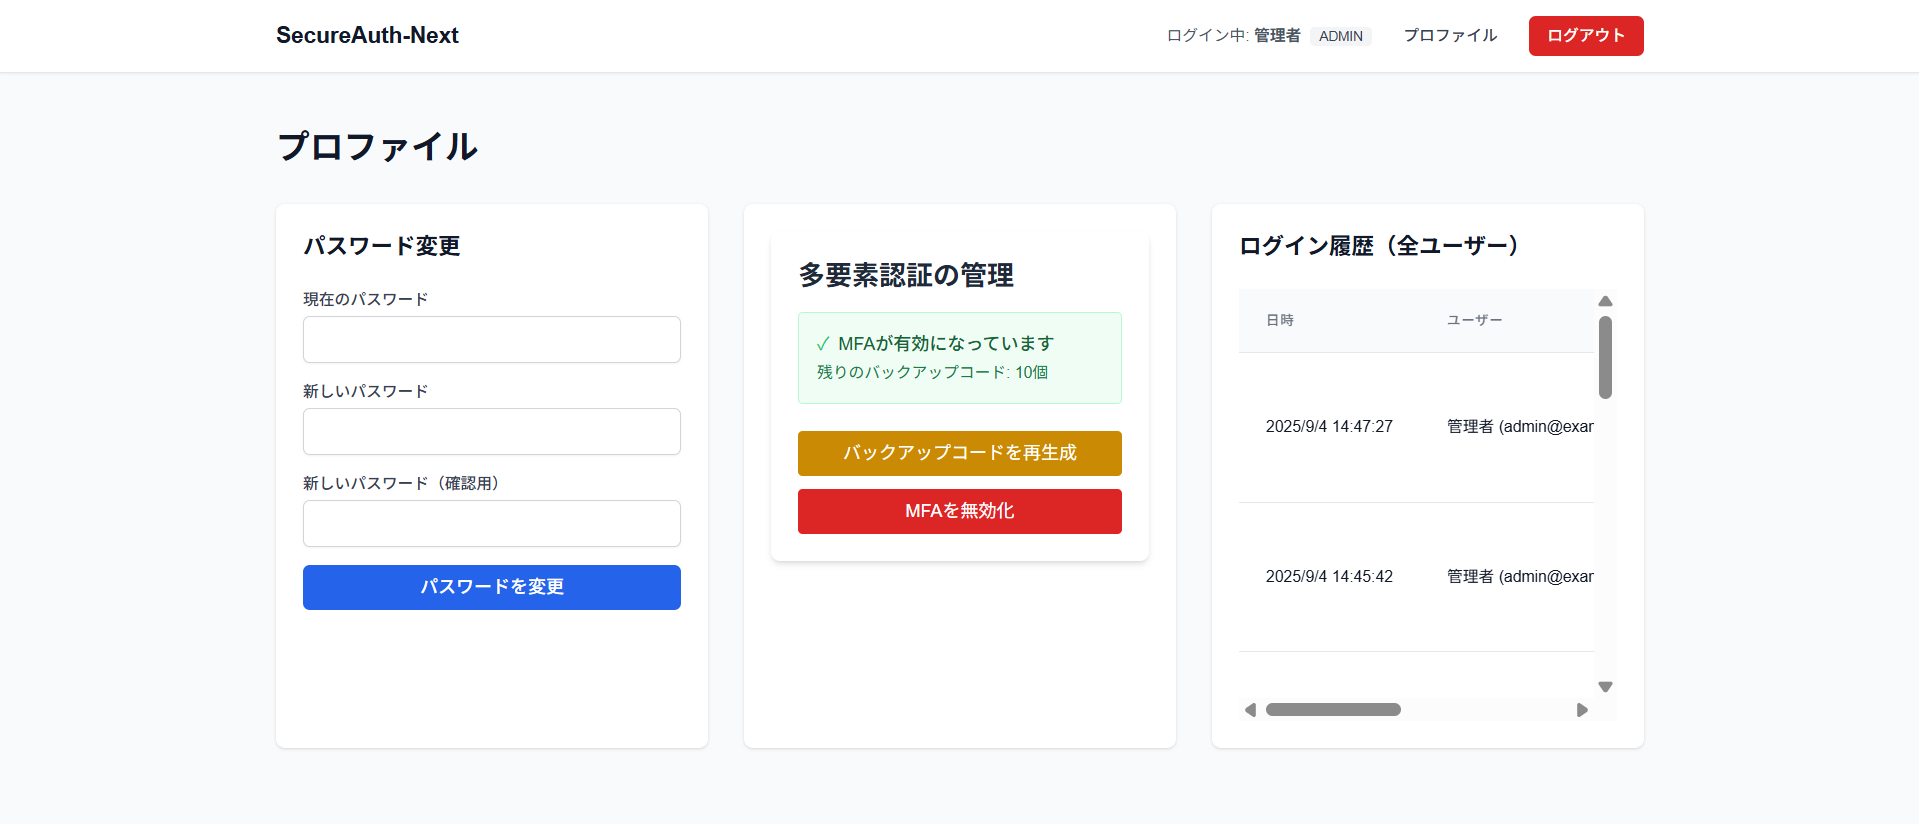 SecureAuth-Next
ログイン中: 管理者 ADMIN
プロファイル
ログアウト
プロファイル
パスワード変更
現在のパスワード
新しいパスワード
新しいパスワード（確認用）
パスワードを変更
多要素認証の管理
✓ MFAが有効になっています
残りのバックアップコード: 10個
バックアップコードを再生成
MFAを無効化
ログイン履歴（全ユーザー）
日時 ユーザー
2025/9/4 14:47:27 管理者 (admin@exar
2025/9/4 14:45:42 管理者 (admin@exar